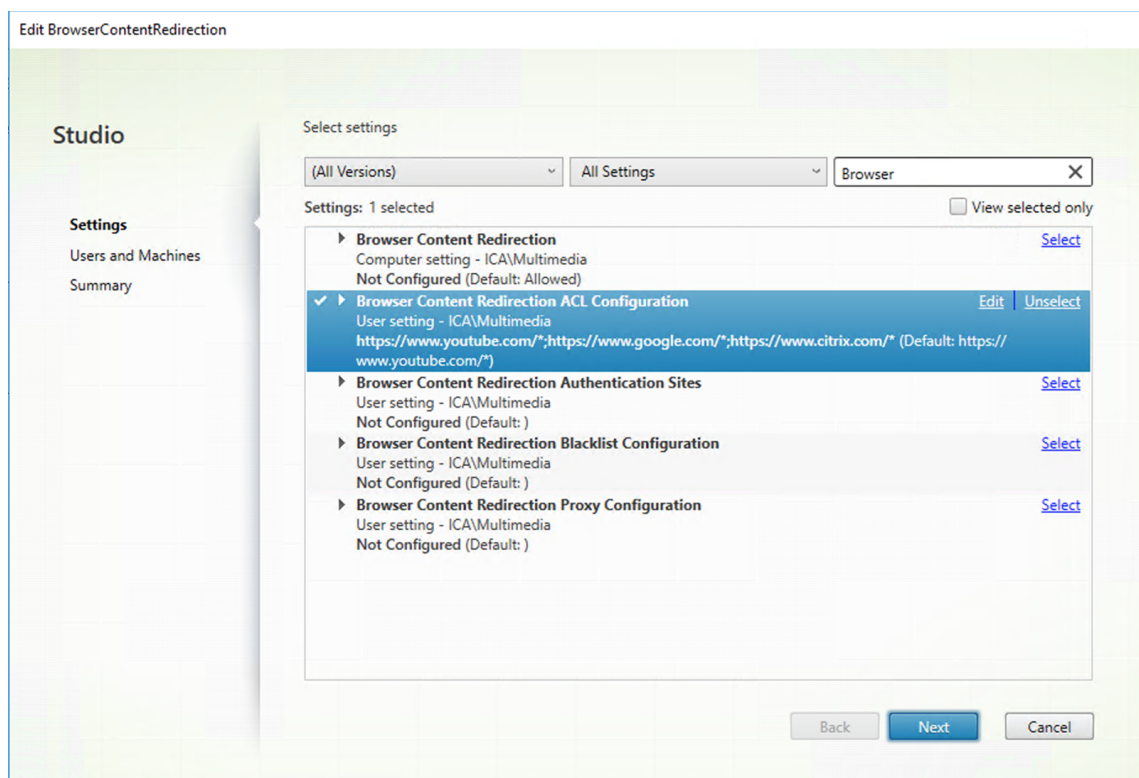 Edit BrowserContentRedirection
Studio
Settings
Users and Machines
Summary
Select settings
(All Versions)
All Settings
Browser
Settings: 1 selected
View selected only
Browser Content Redirection
Select
Computer setting - ICA\Multimedia
Not Configured (Default: Allowed)
Browser Content Redirection ACL Configuration
Edit
Unselect
User setting - ICA\Multimedia
https://www.youtube.com/*;https://www.google.com/*;https://www.citrix.com/* (Default: https://
www.youtube.com/*)
Browser Content Redirection Authentication Sites
Select
User setting - ICA\Multimedia
Not Configured (Default: )
Browser Content Redirection Blacklist Configuration
Select
User setting - ICA\Multimedia
Not Configured (Default: )
Browser Content Redirection Proxy Configuration
Select
User setting - ICA\Multimedia
Not Configured (Default: )
Back
Next
Cancel